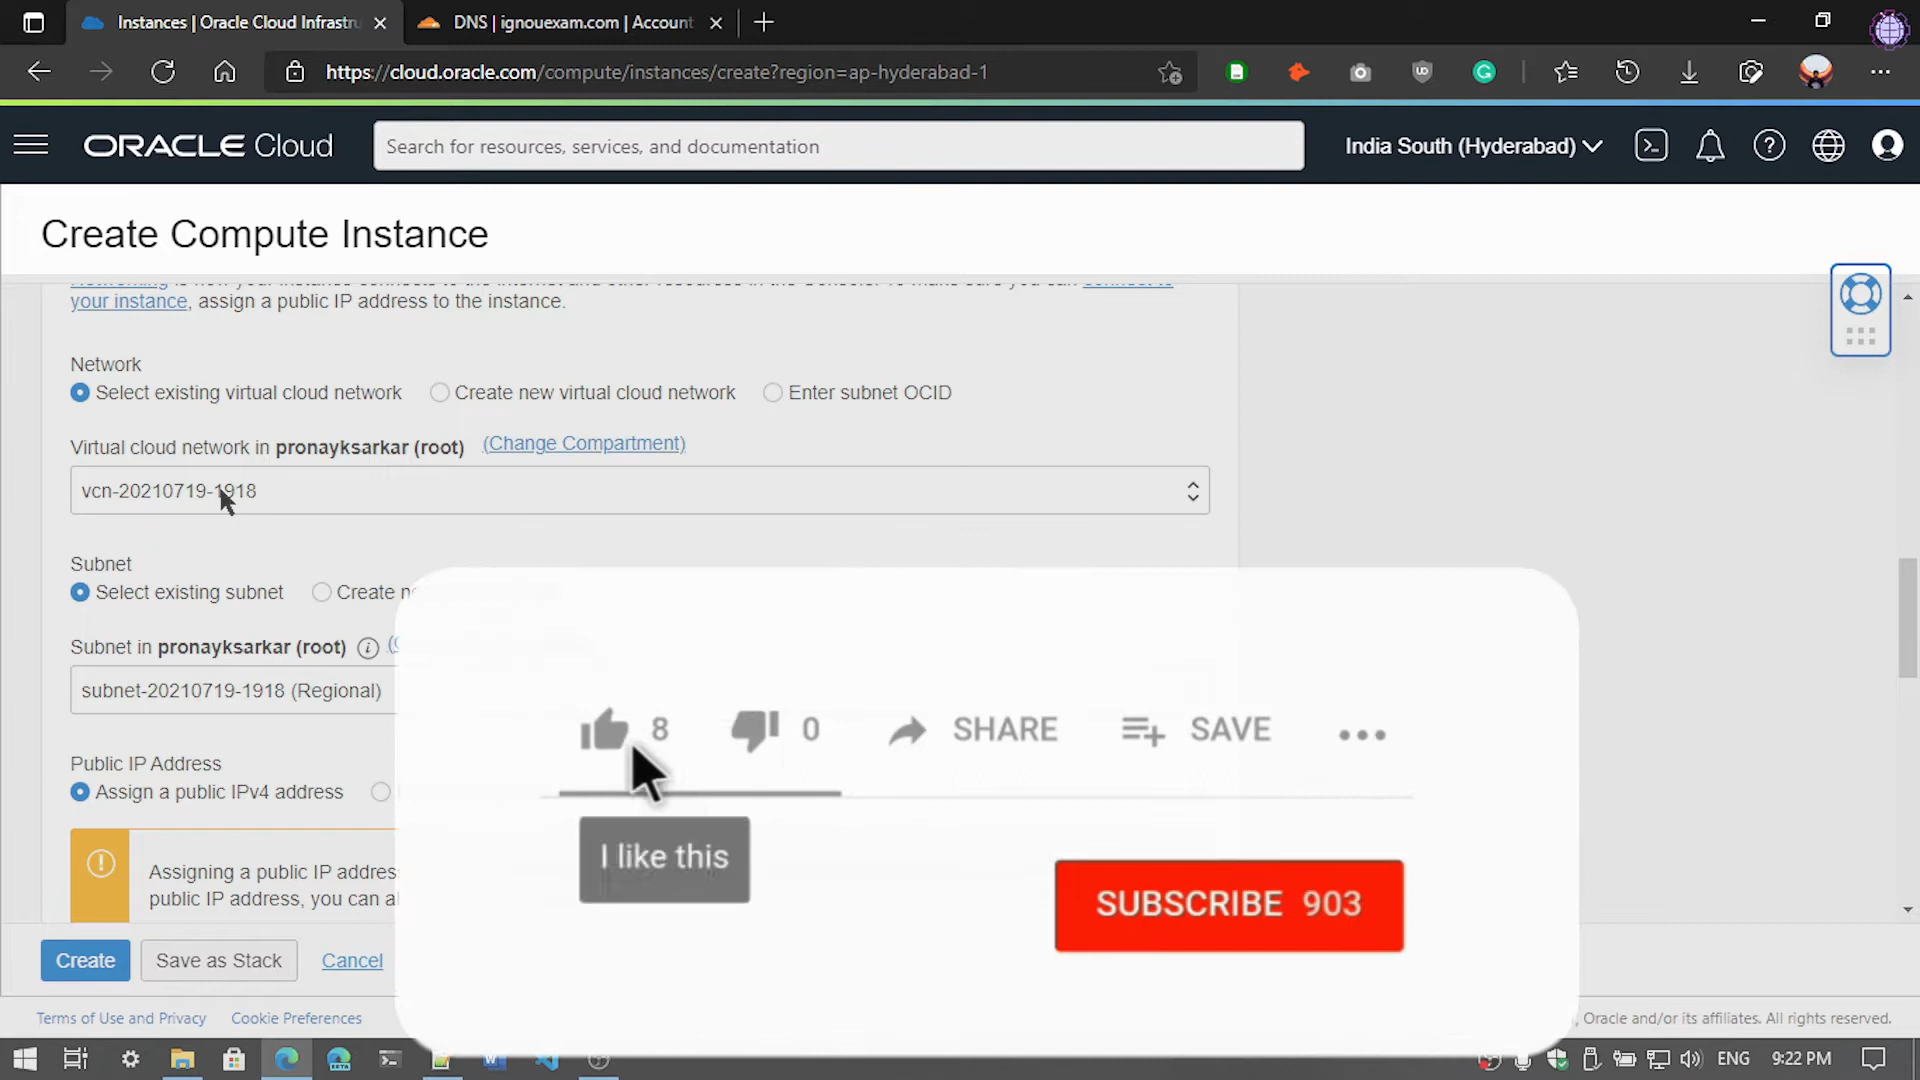 Instances | Oracle Cloud Infrastru
DNS | ignouexam.com | Account
https://cloud.oracle.com/compute/instances/create?region=ap-hyderabad-1
ORACLE Cloud
Search for resources, services, and documentation
India South (Hyderabad)
Create Compute Instance
your instance, assign a public IP address to the instance.
Network
Select existing virtual cloud network
Create new virtual cloud network
Enter subnet OCID
Virtual cloud network in pronayksarkar (root) (Change Compartment)
vcn-20210719-1918
Subnet
Select existing subnet
Create
Subnet in pronayksarkar (root)
subnet-20210719-1918 (Regional)
Public IP Address
Assign a public IPv4 address
Assigning a public IP address
public IP address, you can
8
0
SHARE
SAVE
I like this
SUBSCRIBE 903
Create
Save as Stack
Cancel
Terms of Use and Privacy
Cookie Preferences
, Oracle and/or its affiliates. All rights reserved.
ENG
9:22 PM